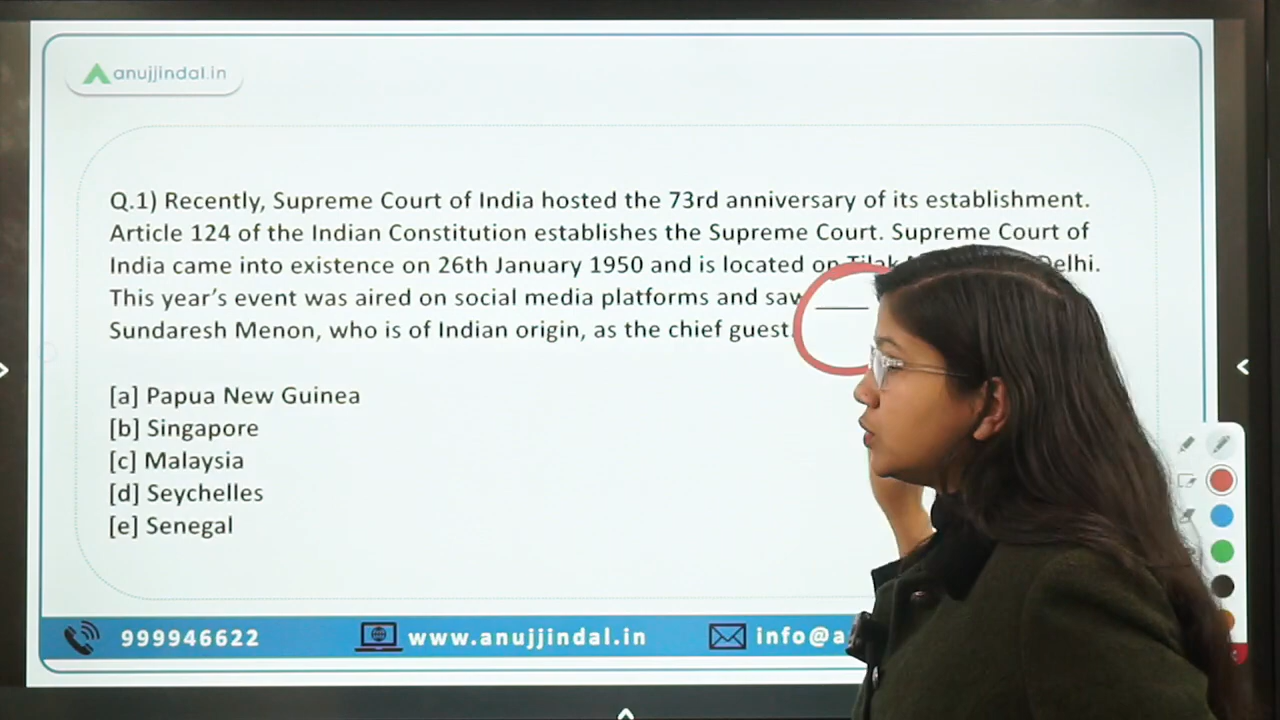 anujjindal.in
Q.1) Recently, Supreme Court of India hosted the 73rd anniversary of its establishment.
Article 124 of the Indian Constitution establishes the Supreme Court. Supreme Court of
India came into existence on 26th January 1950 and is located on Tilak Delhi.
This year's event was aired on social media platforms and saw ____
Sundaresh Menon, who is of Indian origin, as the chief guest.
[a] Papua New Guinea
[b] Singapore
[c] Malaysia
[d] Seychelles
[e] Senegal
999946622 www.anujjindal.in info@a